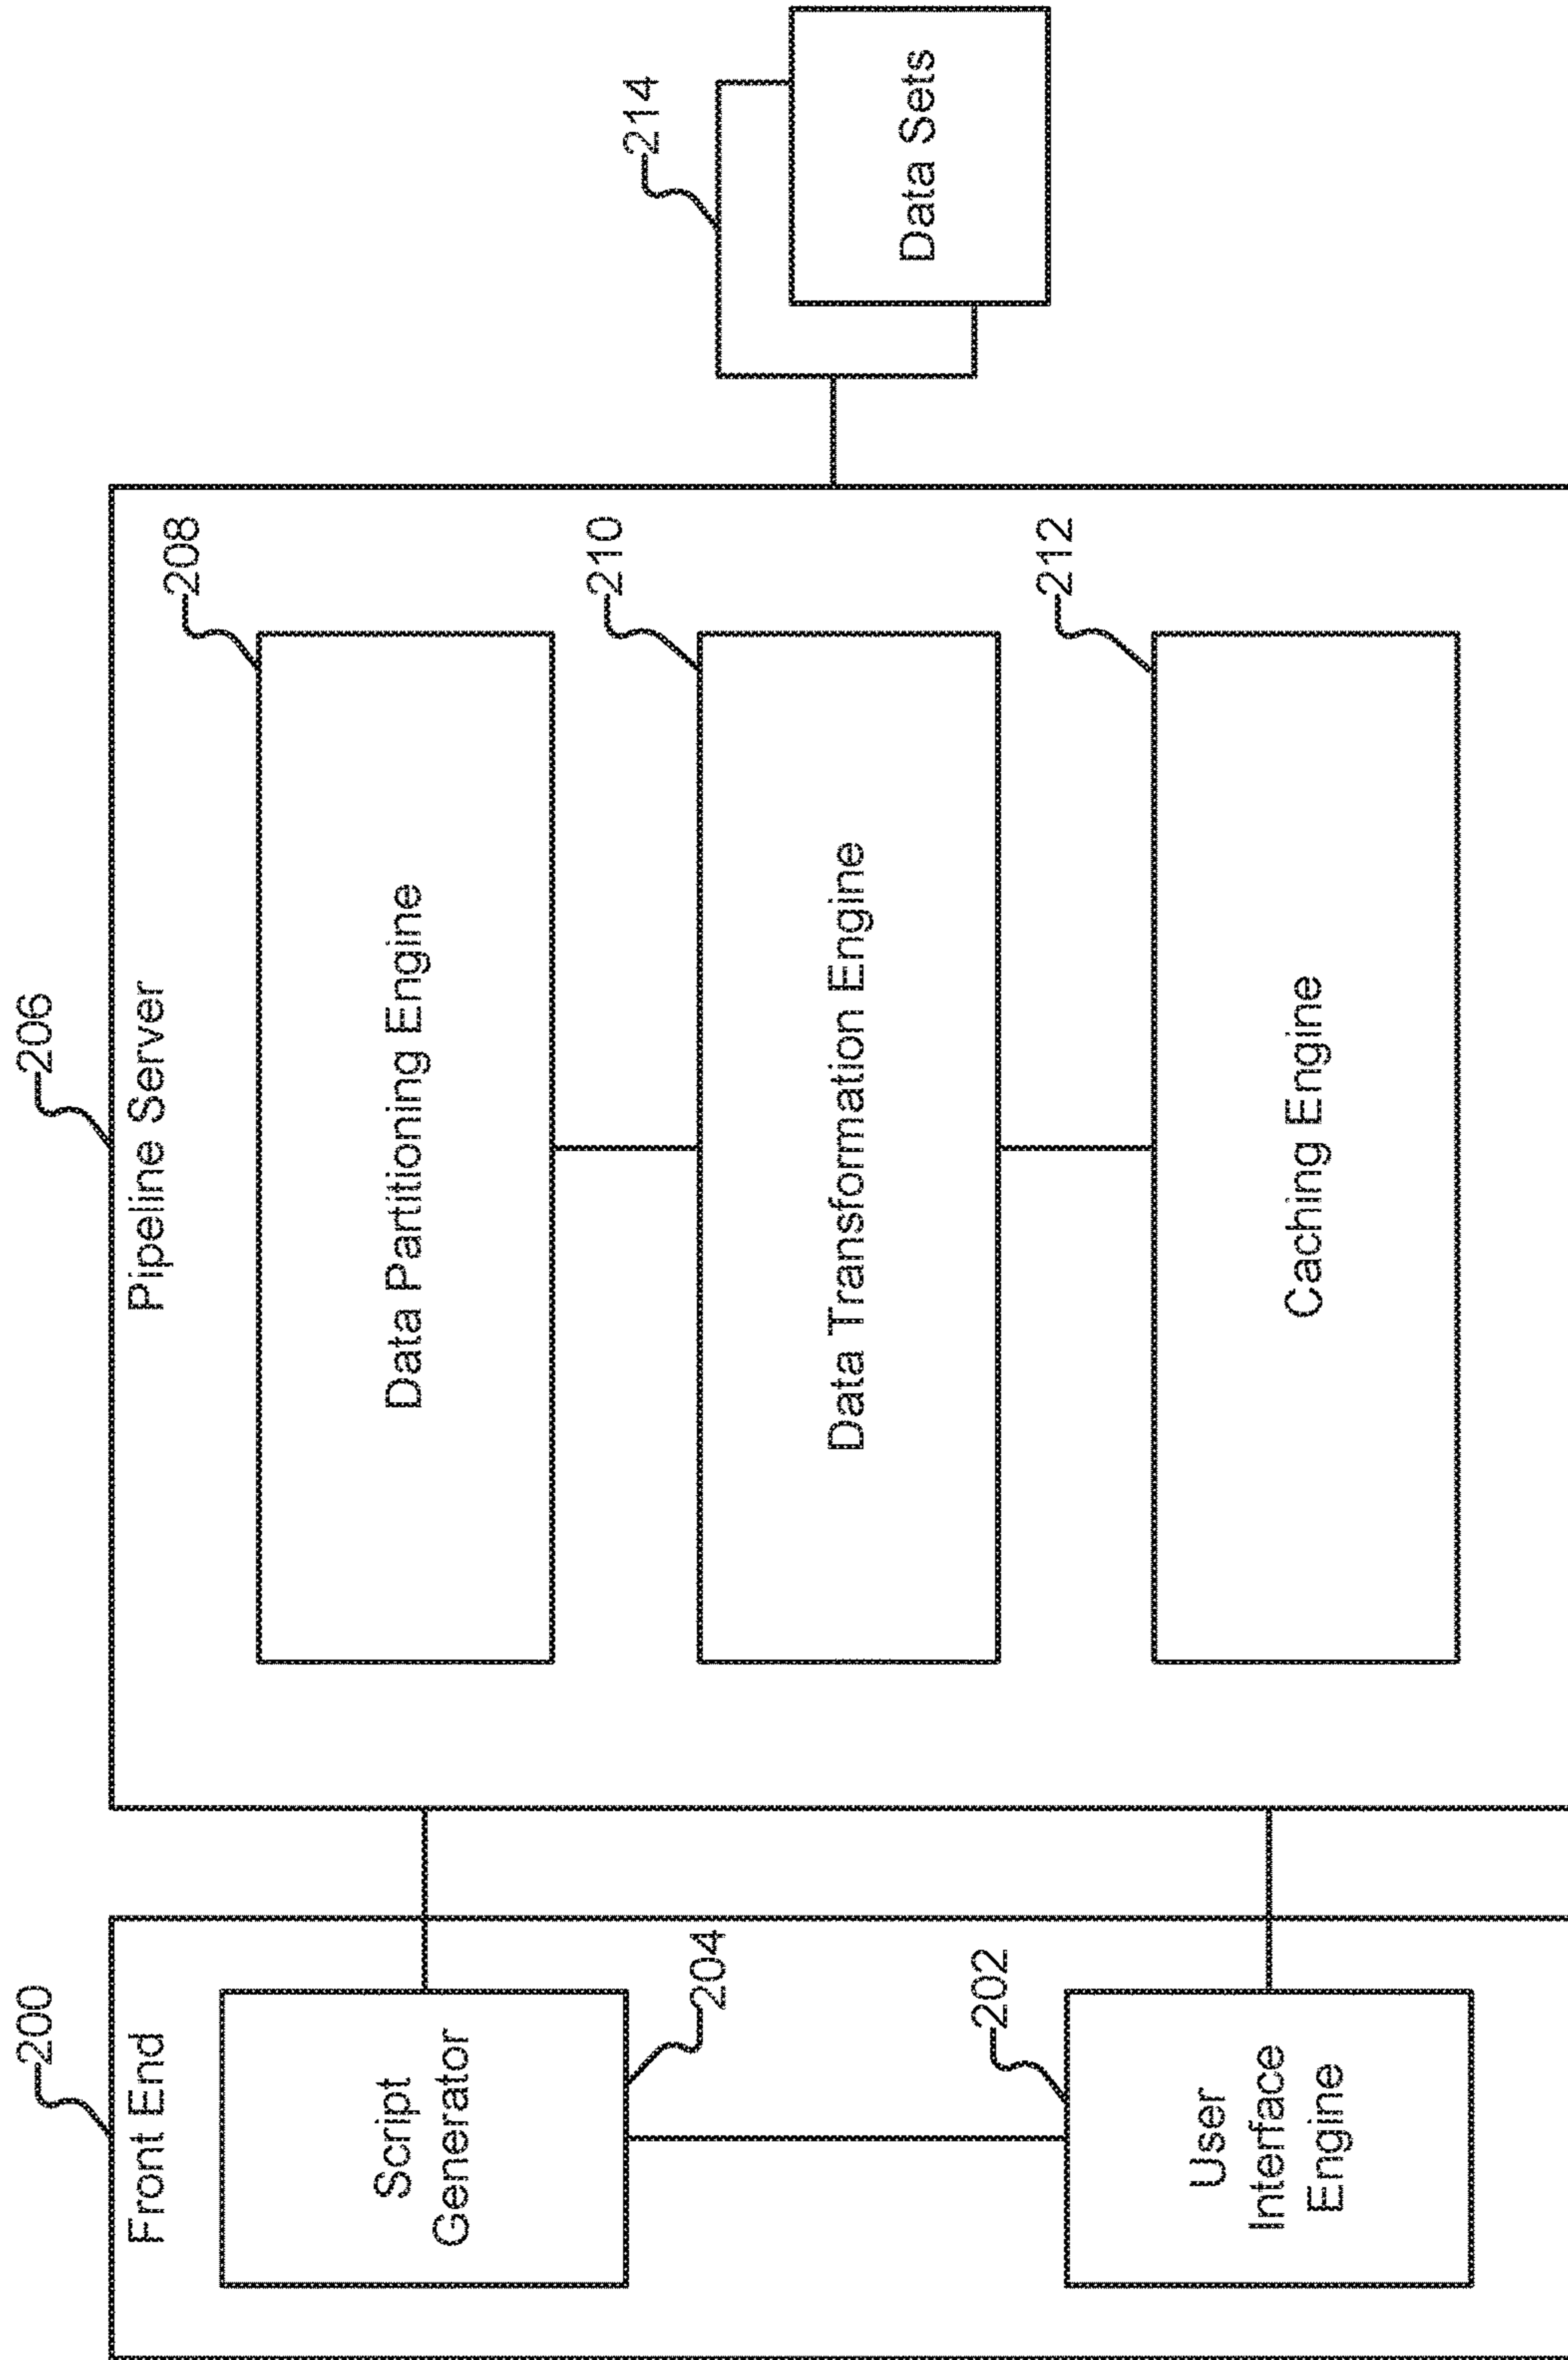 200
Front End
Script
Generator
204
202
User
Interface
Engine
206
Pipeline Server
208
Data Partitioning Engine
210
Data Transformation Engine
212
Caching Engine
214
Data Sets